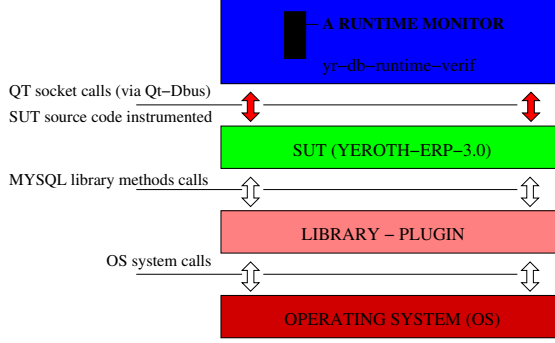 A RUNTIME MONITOR
yr−db−runtime−verif
QT socket calls (via Qt−Dbus)
SUT source code instrumented
SUT (YEROTH−ERP−3.0)
MYSQL library methods calls
LIBRARY − PLUGIN
OS system calls
OPERATING SYSTEM (OS)